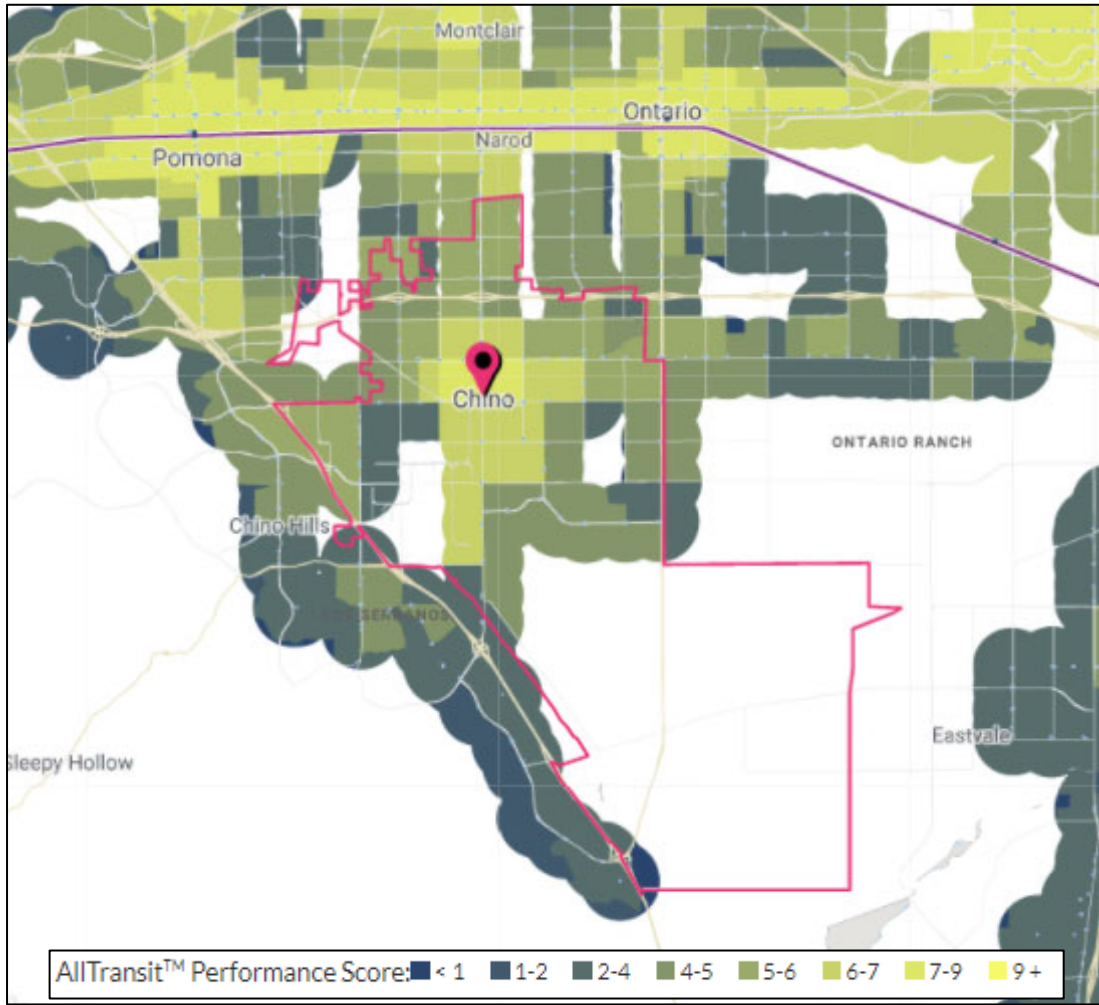 Montclair
Ontario
Narod
Pomona
Chino
ONTARIO RANCH
Chino Hills
SERRANOS
Eastvale
Sleepy Hollow
AllTransit™ Performance Score: < 1 1-2 2-4 4-5 5-6 6-7 7-9 9 +